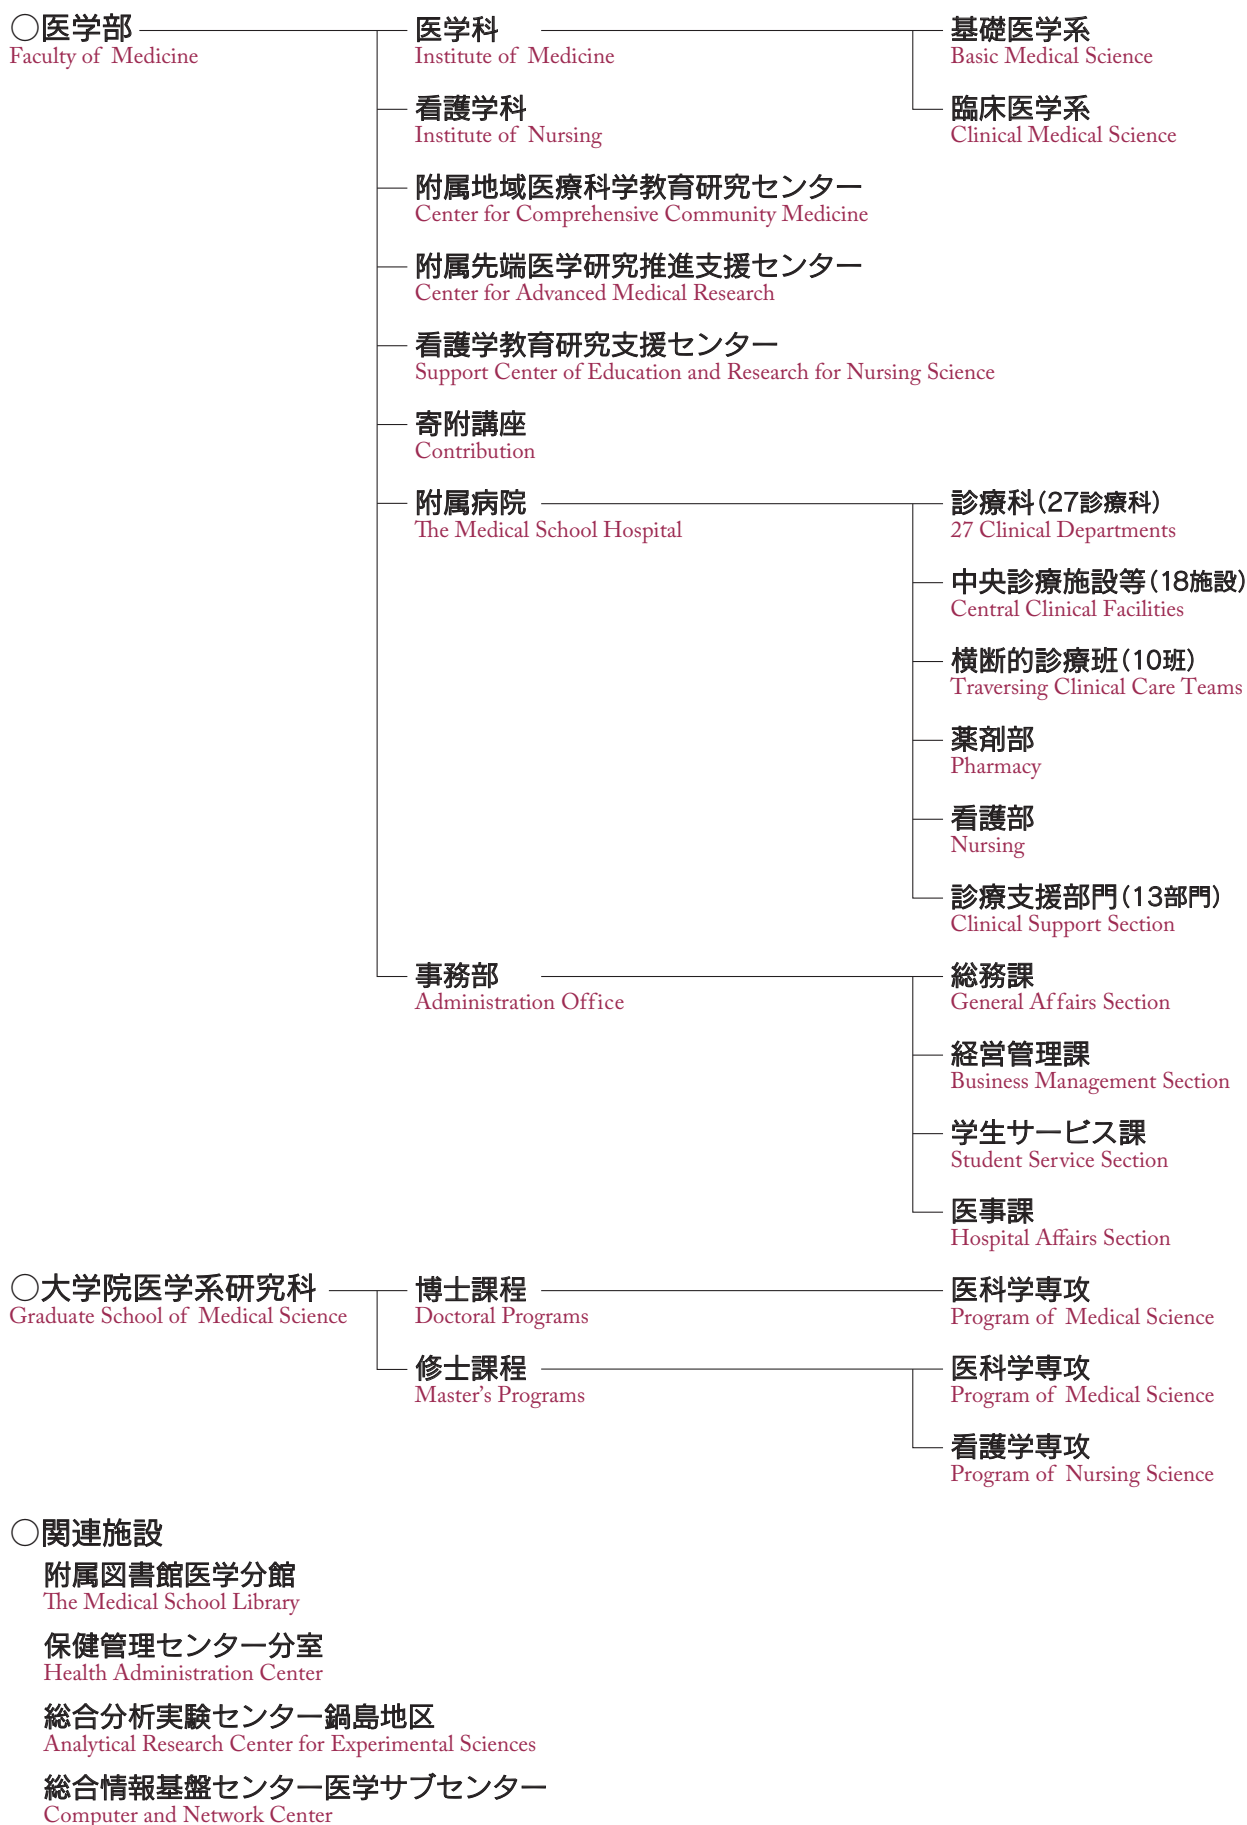 ○医学部
Faculty of Medicine
医学科
Institute of Medicine
基礎医学系
Basic Medical Science
臨床医学系
Clinical Medical Science
看護学科
Institute of Nursing
附属地域医療科学教育研究センター
Center for Comprehensive Community Medicine
附属先端医学研究推進支援センター
Center for Advanced Medical Research
看護学教育研究支援センター
Support Center of Education and Research for Nursing Science
寄附講座
Contribution
附属病院
The Medical School Hospital
診療科(27診療科)
27 Clinical Departments
中央診療施設等(18施設)
Central Clinical Facilities
横断的診療班(10班)
Traversing Clinical Care Teams
薬剤部
Pharmacy
看護部
Nursing
診療支援部門(13部門)
Clinical Support Section
事務部
Administration Office
総務課
General Affairs Section
経営管理課
Business Management Section
学生サービス課
Student Service Section
医事課
Hospital Affairs Section
○大学院医学系研究科
Graduate School of Medical Science
博士課程
Doctoral Programs
医科学専攻
Program of Medical Science
修士課程
Master's Programs
医科学専攻
Program of Medical Science
看護学専攻
Program of Nursing Science
○関連施設
附属図書館医学分館
The Medical School Library
保健管理センター分室
Health Administration Center
総合分析実験センター鍋島地区
Analytical Research Center for Experimental Sciences
総合情報基盤センター医学サブセンター
Computer and Network Center